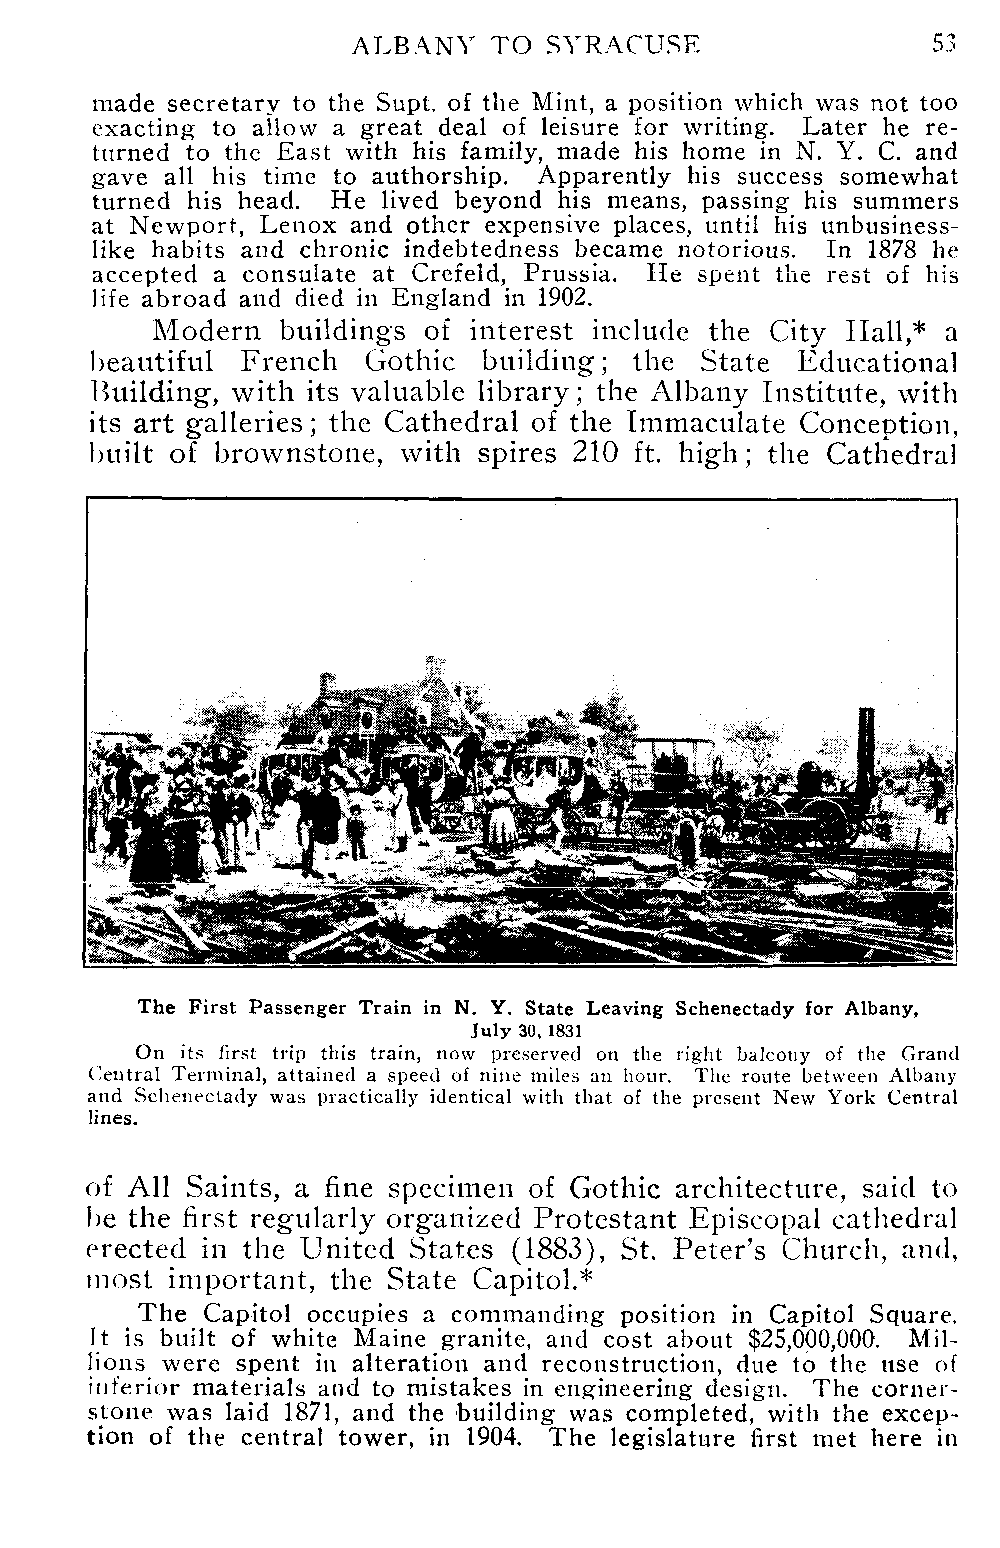 ALBANY TO SYRACUSE 53
made secretary to the Supt. of the Mint, a position which was not too
exacting to allow a great deal of leisure for writing. Later he re-
turned to the East with his family, made his home in N. Y. C. and
gave all his time to authorship. Apparently his success somewhat
turned his head. He lived beyond his means, passing his summers
at Newport, Lenox and other expensive places, until his unbusiness-
like habits and chronic indebtedness became notorious. In 1878 he
accepted a consulate at Crefeld, Prussia. He spent the rest of his
life abroad and died in England in 1902.
Modern buildings of interest include the City Hall,* a
beautiful French Gothic building; the State Educational
Building, with its valuable library; the Albany Institute, with
its art galleries; the Cathedral of the Immaculate Conception,
built of brownstone, with spires 210 ft. high; the Cathedral
The First Passenger Train in N. Y. State Leaving Schenectady for Albany,
July 30, 1831
On its first trip this train, now preserved on the right balcony of the Grand
Central Terminal, attained a speed of nine miles an hour. The route between Albany
and Schenectady was practically identical with that of the present New York Central
lines.
of All Saints, a fine specimen of Gothic architecture, said to
be the first regularly organized Protestant Episcopal cathedral
erected in the United States (1883), St. Peter's Church, and,
most important, the State Capitol.*
The Capitol occupies a commanding position in Capitol Square.
It is built of white Maine granite, and cost about $25,000,000. Mil-
lions were spent in alteration and reconstruction, due to the use of
inferior materials and to mistakes in engineering design. The corner-
stone was laid 1871, and the building was completed, with the excep-
tion of the central tower, in 1904. The legislature first met here in